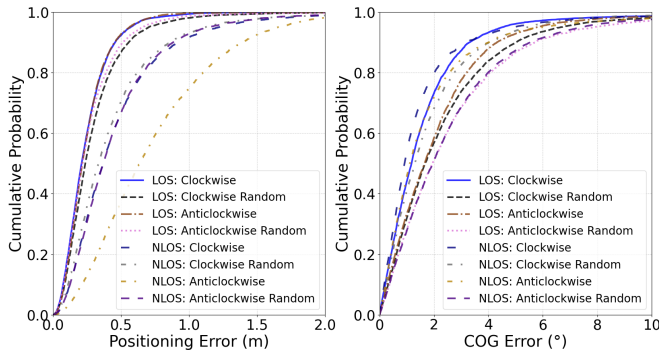 1.0
0.8
0.6
0.4
0.2
0.0
Cumulative Probability
LOS: Clockwise
LOS: Clockwise Random
LOS: Anticlockwise
LOS: Anticlockwise Random
NLOS: Clockwise
NLOS: Clockwise Random
NLOS: Anticlockwise
NLOS: Anticlockwise Random
0.0 0.5 1.0 1.5 2.0
Positioning Error (m)
1.0
0.8
0.6
0.4
0.2
0.0
Cumulative Probability
LOS: Clockwise
LOS: Clockwise Random
LOS: Anticlockwise
LOS: Anticlockwise Random
NLOS: Clockwise
NLOS: Clockwise Random
NLOS: Anticlockwise
NLOS: Anticlockwise Random
0 2 4 6 8 10
COG Error (°)